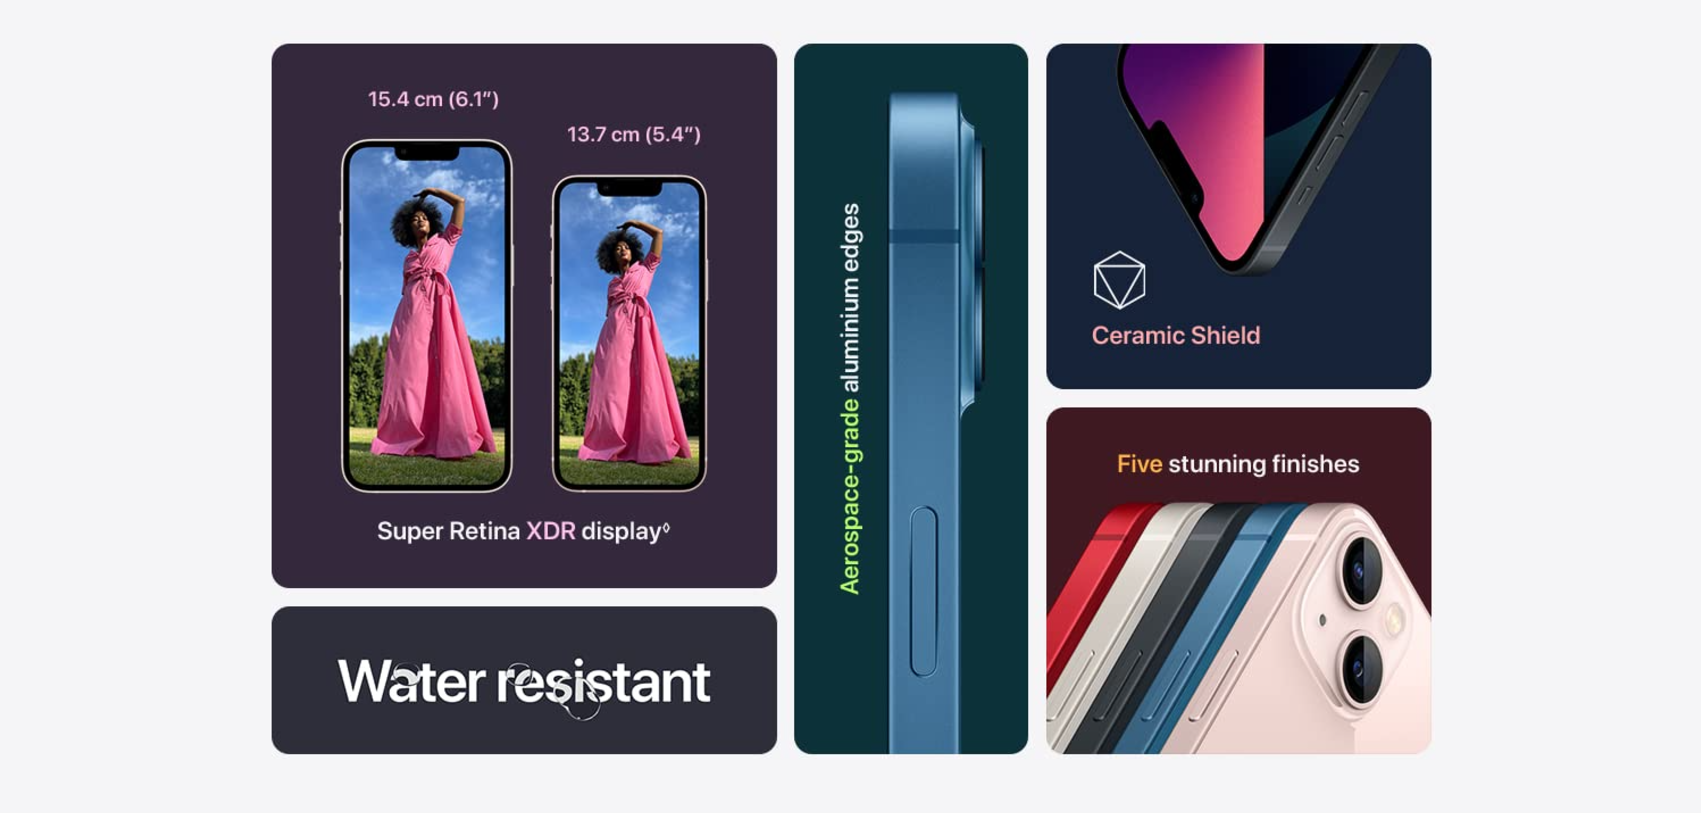 15.4 cm (6.1″)
13.7 cm (5.4″)
Super Retina XDR display◊
Water resistant
Aerospace-grade aluminium edges
Ceramic Shield
Five stunning finishes